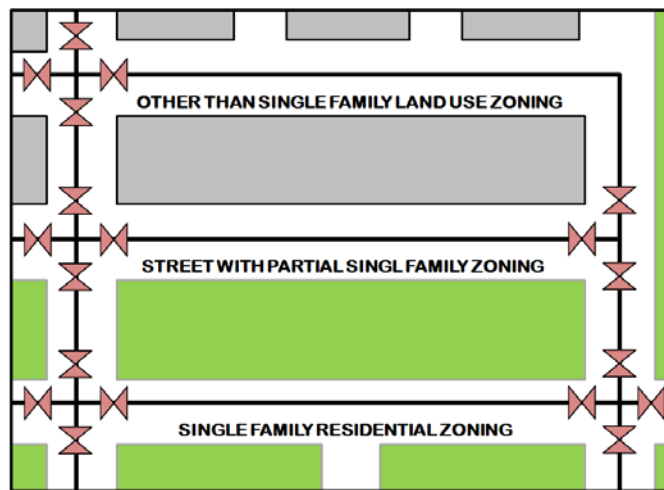 OTHER THAN SINGLE FAMILY LAND USE ZONING
STREET WITH PARTIAL SINGL FAMILY ZONING
SINGLE FAMILY RESIDENTIAL ZONING